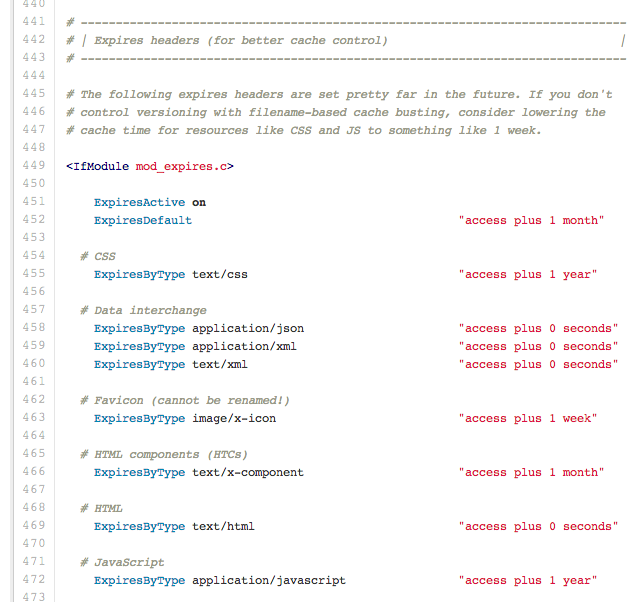 440
441 # ------------------------------------------------------------------------------
442 # | Expires headers (for better cache control) |
443 # ------------------------------------------------------------------------------
444
445 # The following expires headers are set pretty far in the future. If you don't
446 # control versioning with filename-based cache busting, consider lowering the
447 # cache time for resources like CSS and JS to something like 1 week.
448
449 <IfModule mod_expires.c>
450
451 ExpiresActive on
452 ExpiresDefault "access plus 1 month"
453
454 # CSS
455 ExpiresByType text/css "access plus 1 year"
456
457 # Data interchange
458 ExpiresByType application/json "access plus 0 seconds"
459 ExpiresByType application/xml "access plus 0 seconds"
460 ExpiresByType text/xml "access plus 0 seconds"
461
462 # Favicon (cannot be renamed!)
463 ExpiresByType image/x-icon "access plus 1 week"
464
465 # HTML components (HTCs)
466 ExpiresByType text/x-component "access plus 1 month"
467
468 # HTML
469 ExpiresByType text/html "access plus 0 seconds"
470
471 # JavaScript
472 ExpiresByType application/javascript "access plus 1 year"
473